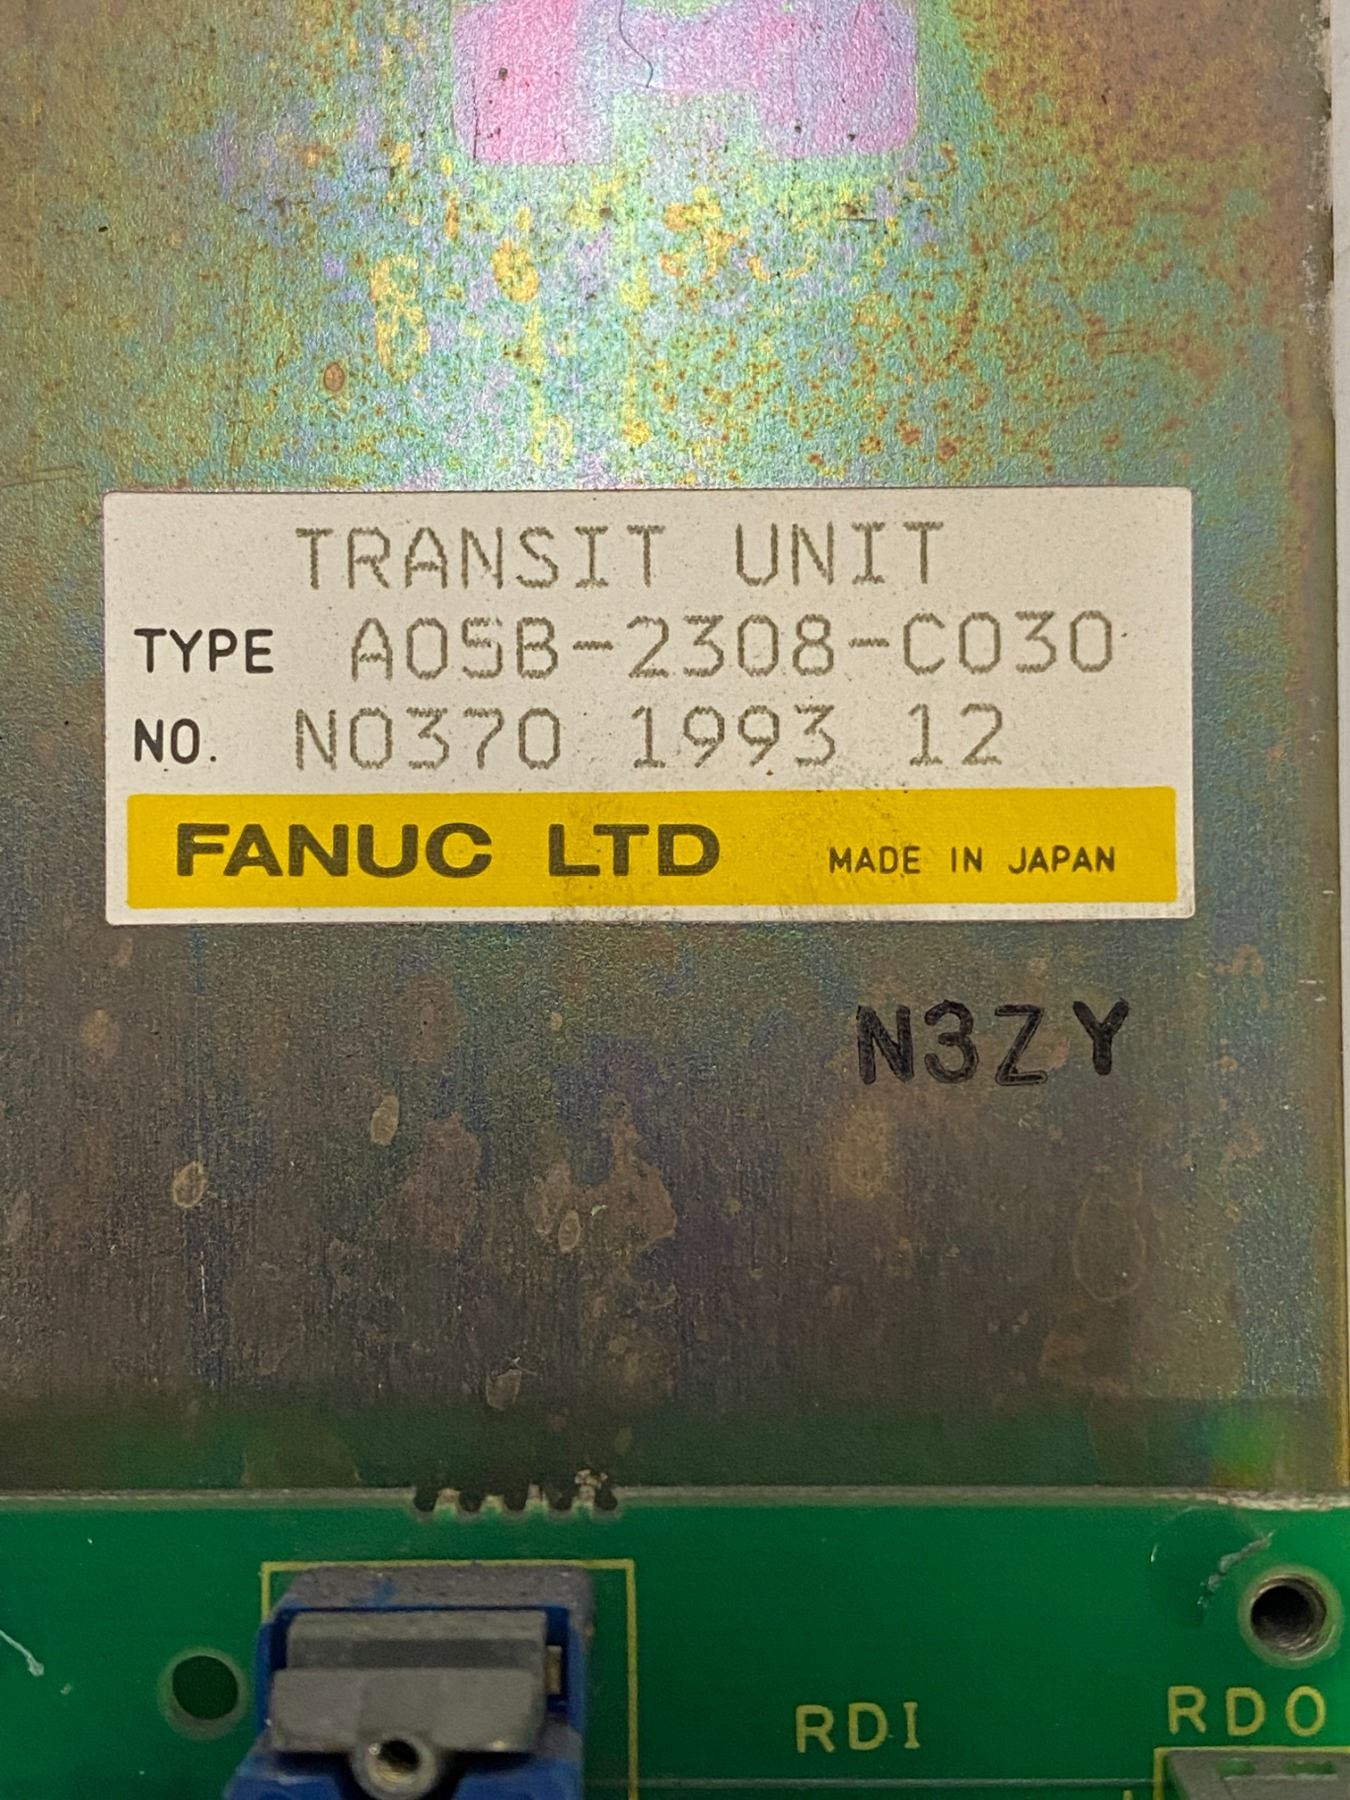 TRANSIT UNIT
TYPE A05B-2308-C030
NO. N0370 1993 12
FANUC LTD MADE IN JAPAN
N3ZY
RDI
RDO